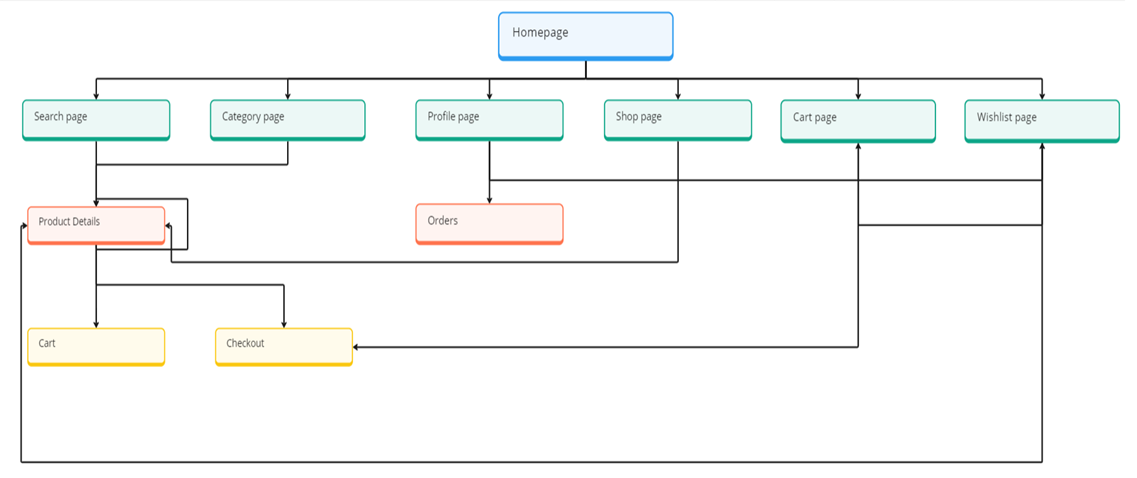 Homepage
Search page
Category page
Profile page
Shop page
Cart page
Wishlist page
Product Details
Orders
Cart
Checkout